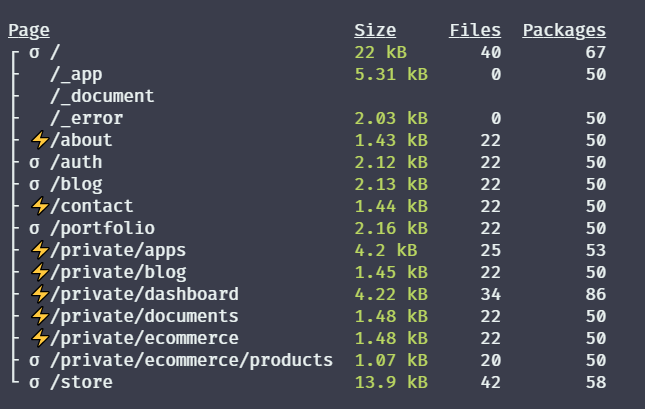 Page Size Files Packages
┌ σ / 22 kB 40 67
├   /_app 5.31 kB 0 50
├   /_document
├   /_error 2.03 kB 0 50
├ ⚡/about 1.43 kB 22 50
├ σ /auth 2.12 kB 22 50
├ σ /blog 2.13 kB 22 50
├ ⚡/contact 1.44 kB 22 50
├ σ /portfolio 2.16 kB 22 50
├ ⚡/private/apps 4.2 kB 25 53
├ ⚡/private/blog 1.45 kB 22 50
├ ⚡/private/dashboard 4.22 kB 34 86
├ ⚡/private/documents 1.48 kB 22 50
├ ⚡/private/ecommerce 1.48 kB 22 50
├ σ /private/ecommerce/products 1.07 kB 20 50
└ σ /store 13.9 kB 42 58